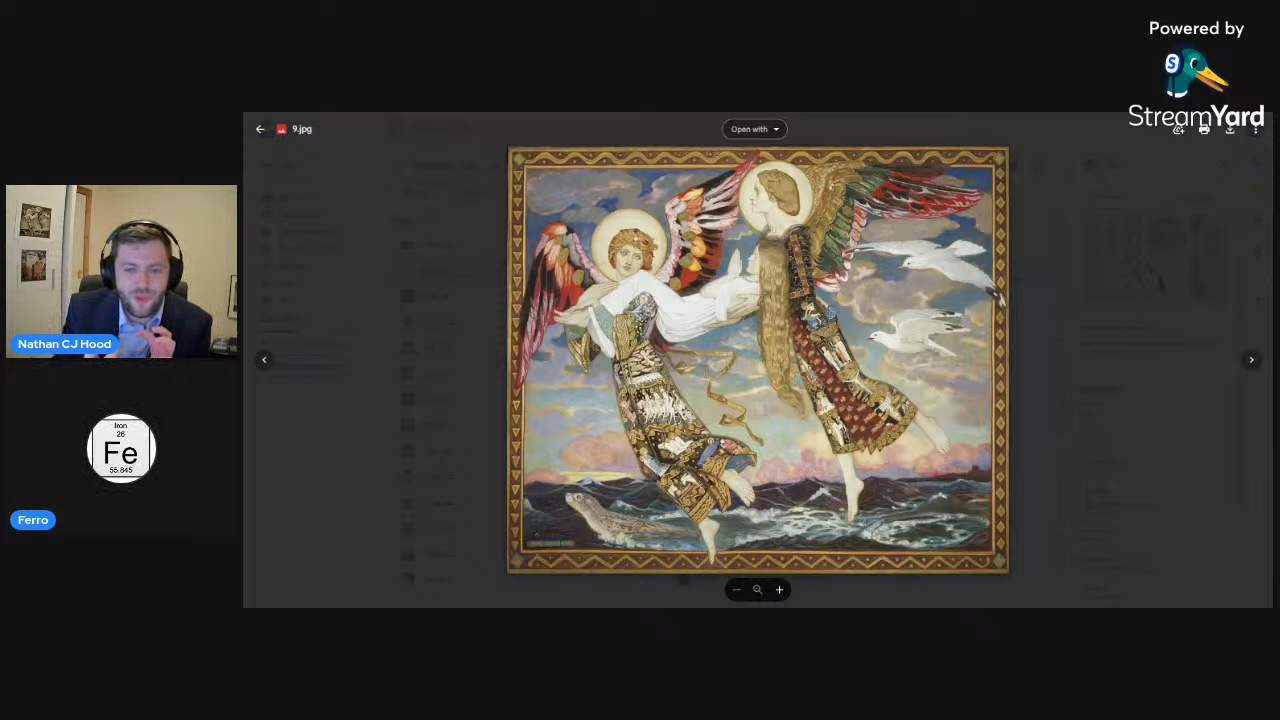 Powered by
StreamYard
9.jpg
Open with
Nathan CJ Hood
Iron
26
Fe
55.845
Ferro